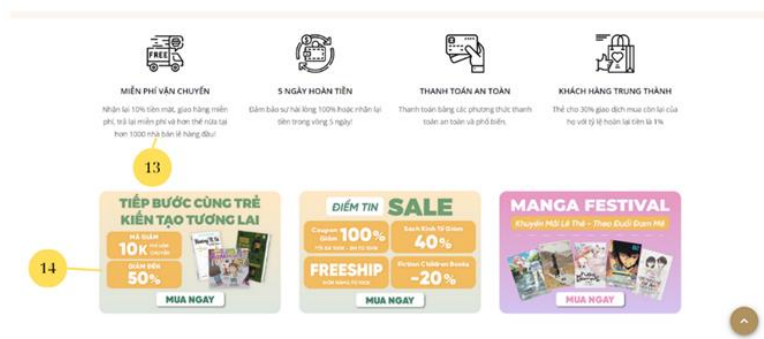 FREE
MIỄN PHÍ VẬN CHUYỂN
Nhận lại 10% tiền mặt, giao hàng miễn
phí, trả lại miễn phí và hơn thế nữa tại
hơn 1000 nhà bán lẻ hàng đầu!
5 NGÀY HOÀN TIỀN
Đảm bảo sự hài lòng 100% hoặc nhận lại
tiền trong vòng 5 ngày!
THANH TOÁN AN TOÀN
Thanh toán bằng các phương thức thanh
toán an toàn và phổ biến.
KHÁCH HÀNG TRUNG THÀNH
Thẻ cho 30% giao dịch mua còn lại của
họ với tỷ lệ hoàn lại tiền là 1%
13
14
TIẾP BƯỚC CÙNG TRẺ
KIẾN TẠO TƯƠNG LAI
MÃ GIẢM
10K
GIẢM ĐẾN
50%
MUA NGAY
ĐIỂM TIN SALE
Coupon Giảm 100%
Sách Kinh Tế Giảm
40%
FREESHIP
Fiction Children Books
-20%
MUA NGAY
MANGA FESTIVAL
Khuyến Mãi Lễ Thế - Theo Đuổi Đam Mê
MUA NGAY